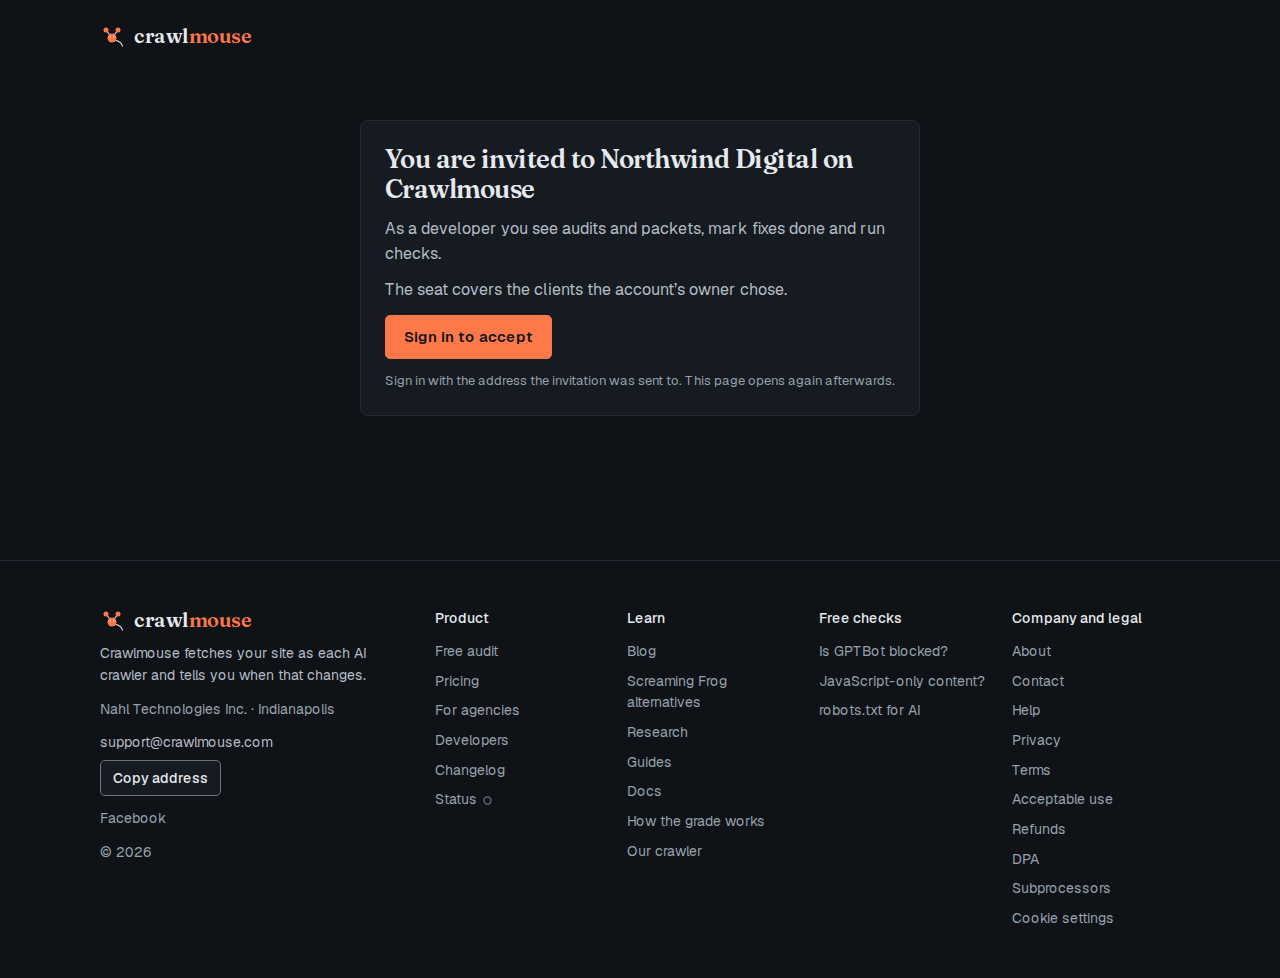 crawlmouse
You are invited to Northwind Digital on
Crawlmouse
As a developer you see audits and packets, mark fixes done and run
checks.
The seat covers the clients the account’s owner chose.
Sign in to accept
Sign in with the address the invitation was sent to. This page opens again afterwards.
crawlmouse
Crawlmouse fetches your site as each AI
crawler and tells you when that changes.
Nahl Technologies Inc. · Indianapolis
support@crawlmouse.com
Copy address
Facebook
© 2026
Product
Free audit
Pricing
For agencies
Developers
Changelog
Status
Learn
Blog
Screaming Frog
alternatives
Research
Guides
Docs
How the grade works
Our crawler
Free checks
Is GPTBot blocked?
JavaScript-only content?
robots.txt for AI
Company and legal
About
Contact
Help
Privacy
Terms
Acceptable use
Refunds
DPA
Subprocessors
Cookie settings